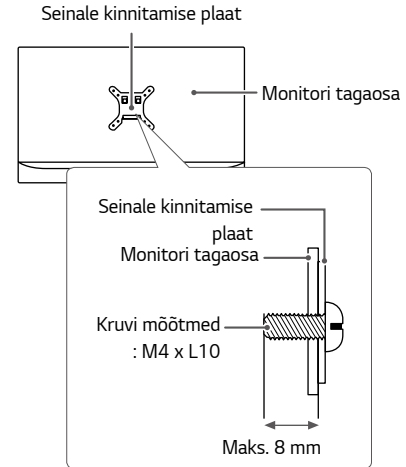 Seinale kinnitamise plaat
Monitori tagaosa
Seinale kinnitamise
plaat
Monitori tagaosa
Kruvi mõõtmed
: M4 x L10
Maks. 8 mm